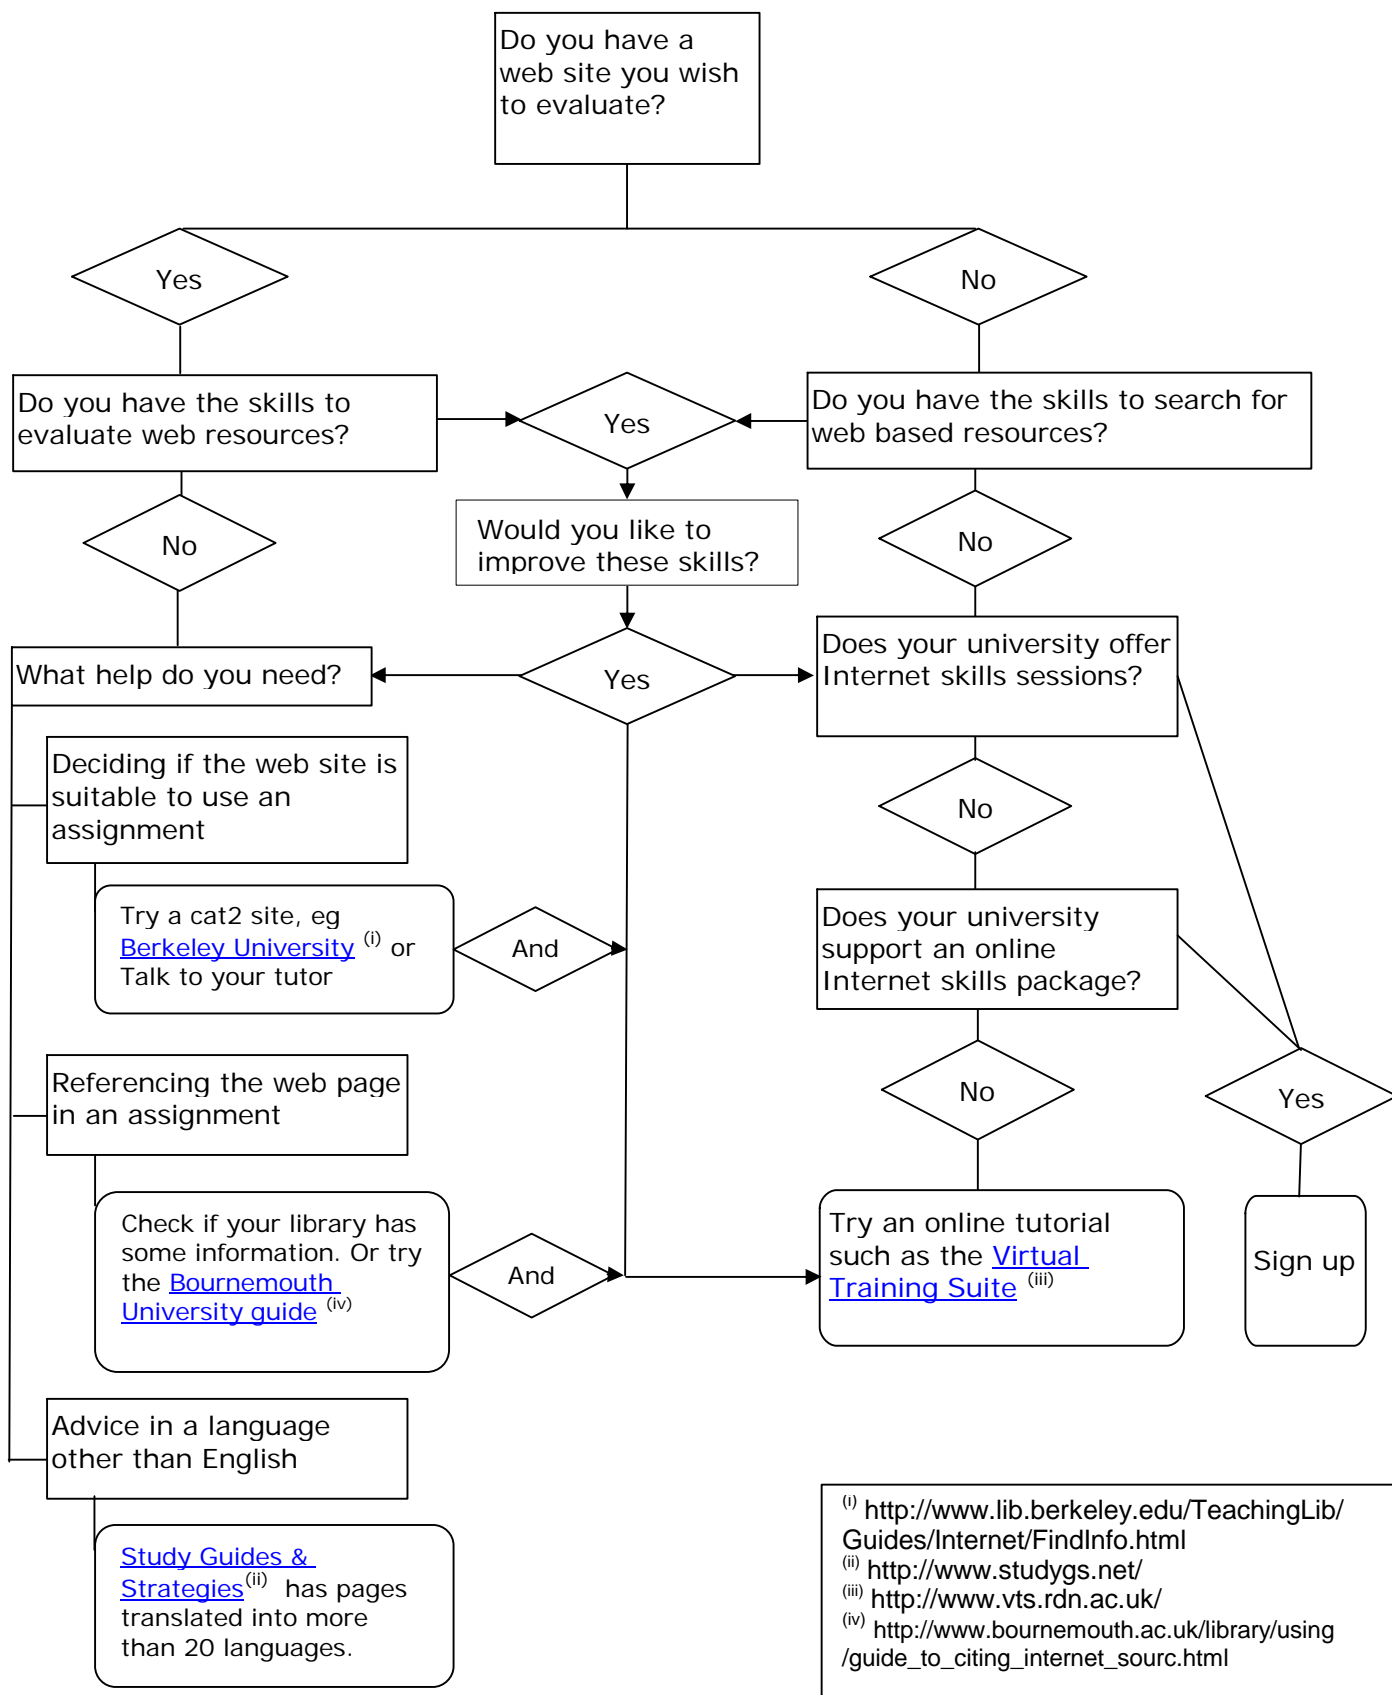 Do you have a
web site you wish
to evaluate?
Yes
No
Do you have the skills to
evaluate web resources?
Yes
Do you have the skills to search for
web based resources?
No
Would you like to
improve these skills?
No
What help do you need?
Yes
Does your university offer
Internet skills sessions?
Deciding if the web site is
suitable to use an
assignment
No
Try a cat2 site, eg
Berkeley University (i) or
Talk to your tutor
And
Does your university
support an online
Internet skills package?
Referencing the web page
in an assignment
No
Yes
Check if your library has
some information. Or try
the Bournemouth
University guide (iv)
And
Try an online tutorial
such as the Virtual
Training Suite (iii)
Sign up
Advice in a language
other than English
Study Guides &
Strategies(ii) has pages
translated into more
than 20 languages.
(i) http://www.lib.berkeley.edu/TeachingLib/
Guides/Internet/FindInfo.html
(ii) http://www.studygs.net/
(iii) http://www.vts.rdn.ac.uk/
(iv) http://www.bournemouth.ac.uk/library/using
/guide_to_citing_internet_sourc.html